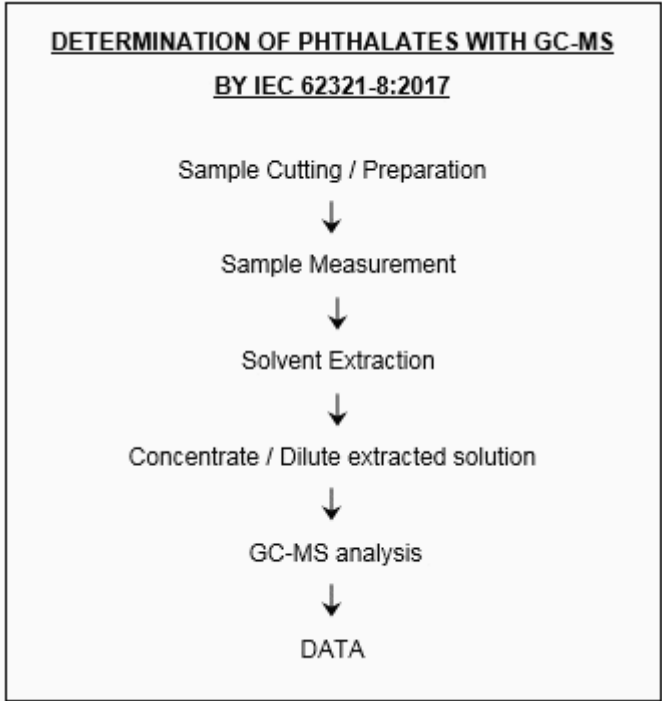 DETERMINATION OF PHTHALATES WITH GC-MS
BY IEC 62321-8:2017
Sample Cutting / Preparation
↓
Sample Measurement
↓
Solvent Extraction
↓
Concentrate / Dilute extracted solution
↓
GC-MS analysis
↓
DATA